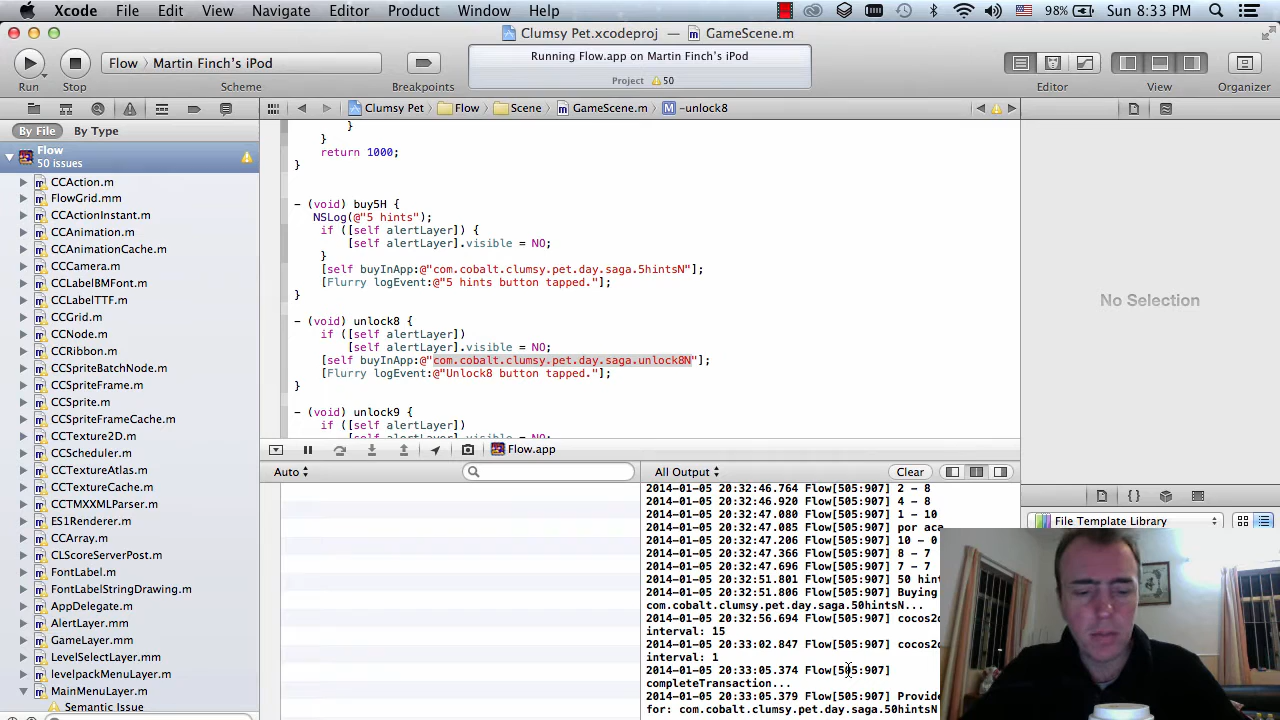 Xcode File Edit View Navigate Editor Product Window Help 98% Sun 8:33 PM
Clumsy Pet.xcodeproj — GameScene.m
Run Stop Flow 〉 Martin Finch's iPod Scheme Breakpoints
Running Flow.app on Martin Finch's iPod
Project 50
Editor View Organizer
Clumsy Pet 〉 Flow 〉 Scene 〉 GameScene.m 〉 M -unlock8
By File By Type
Flow
50 issues
CCAction.m
FlowGrid.mm
CCActionInstant.m
CCAnimation.m
CCAnimationCache.m
CCCamera.m
CCLabelBMFont.m
CCLabelTTF.m
CCGrid.m
CCNode.m
CCRibbon.m
CCSpriteBatchNode.m
CCSpriteFrame.m
CCSprite.m
CCSpriteFrameCache.m
CCTexture2D.m
CCScheduler.m
CCTextureAtlas.m
CCTextureCache.m
CCTMXXMLParser.m
ES1Renderer.m
CCArray.m
CLScoreServerPost.m
FontLabel.m
FontLabelStringDrawing.m
AppDelegate.m
AlertLayer.mm
GameLayer.mm
LevelSelectLayer.mm
levelpackMenuLayer.m
MainMenuLayer.m
Semantic Issue
}
}
return 1000;
}
- (void) buy5H {
NSLog(@"5 hints");
if ([self alertLayer]) {
[self alertLayer].visible = NO;
}
[self buyInApp:@"com.cobalt.clumsy.pet.day.saga.5hintsN"];
[Flurry logEvent:@"5 hints button tapped."];
}
- (void) unlock8 {
if ([self alertLayer])
[self alertLayer].visible = NO;
[self buyInApp:@"com.cobalt.clumsy.pet.day.saga.unlock8N"];
[Flurry logEvent:@"Unlock8 button tapped."];
}
- (void) unlock9 {
if ([self alertLayer])
[self alertLayer].visible = NO;
Flow.app
Auto
All Output Clear
2014-01-05 20:32:46.764 Flow[505:907] 2 - 8
2014-01-05 20:32:46.920 Flow[505:907] 4 - 8
2014-01-05 20:32:47.080 Flow[505:907] 1 - 10
2014-01-05 20:32:47.085 Flow[505:907] por aca
2014-01-05 20:32:47.206 Flow[505:907] 10 - 0
2014-01-05 20:32:47.366 Flow[505:907] 8 - 7
2014-01-05 20:32:47.696 Flow[505:907] 7 - 7
2014-01-05 20:32:51.801 Flow[505:907] 50 hint
2014-01-05 20:32:51.806 Flow[505:907] Buying
com.cobalt.clumsy.pet.day.saga.50hintsN...
2014-01-05 20:32:56.694 Flow[505:907] cocos2d
interval: 15
2014-01-05 20:33:02.847 Flow[505:907] cocos2d
interval: 1
2014-01-05 20:33:05.374 Flow[505:907]
completeTransaction...
2014-01-05 20:33:05.379 Flow[505:907] Provide
for: com.cobalt.clumsy.pet.day.saga.50hintsN
No Selection
{}
File Template Library